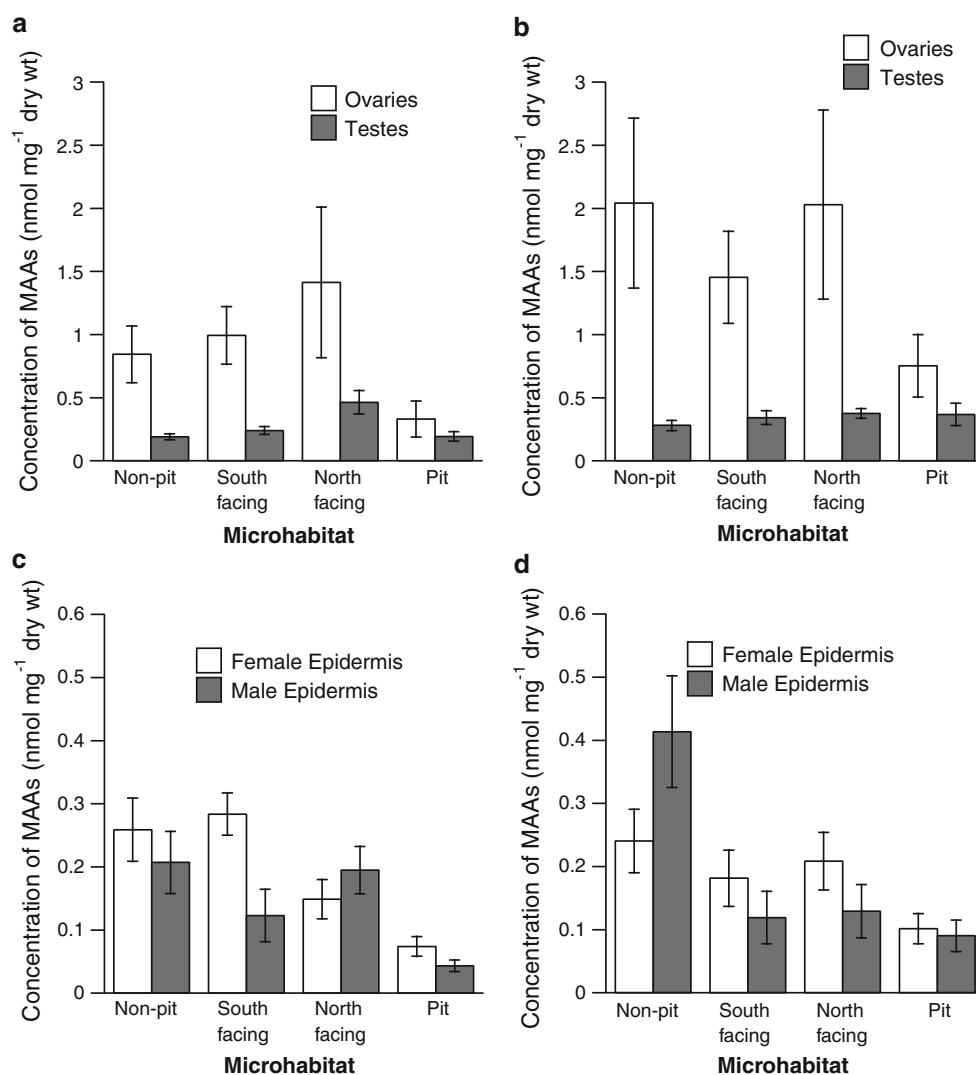 a
Concentration of MAAs (nmol mg⁻¹ dry wt)
3
2.5
2
1.5
1
0.5
0
Ovaries
Testes
Non-pit
South facing
North facing
Pit
Microhabitat
b
Concentration of MAAs (nmol mg⁻¹ dry wt)
3
2.5
2
1.5
1
0.5
0
Ovaries
Testes
Non-pit
South facing
North facing
Pit
Microhabitat
c
Concentration of MAAs (nmol mg⁻¹ dry wt)
0.6
0.5
0.4
0.3
0.2
0.1
0
Female Epidermis
Male Epidermis
Non-pit
South facing
North facing
Pit
Microhabitat
d
Concentration of MAAs (nmol mg⁻¹ dry wt)
0.6
0.5
0.4
0.3
0.2
0.1
0
Female Epidermis
Male Epidermis
Non-pit
South facing
North facing
Pit
Microhabitat